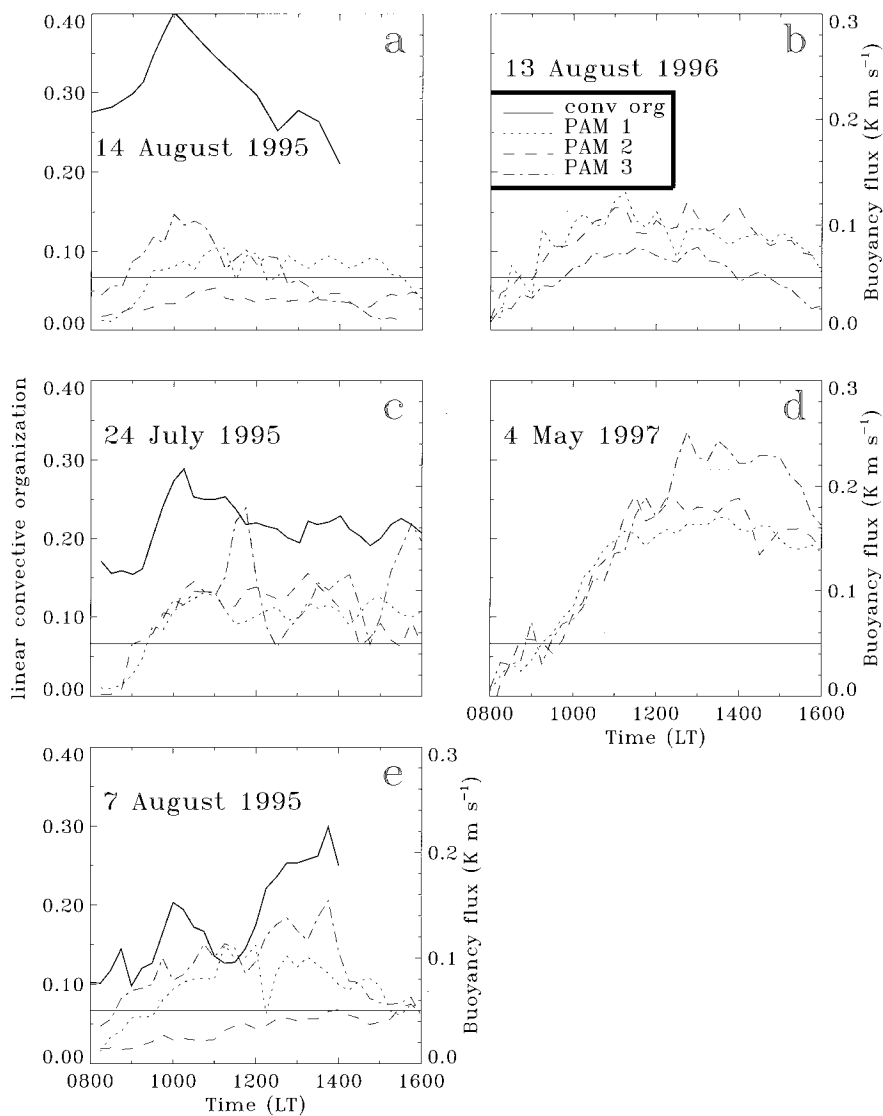 a
0.40
0.30
0.20
0.10
0.00
14 August 1995
b
13 August 1996
conv org
PAM 1
PAM 2
PAM 3
0.3
0.2
0.1
0.0
Buoyancy flux (K m s⁻¹)
linear convective organization
c
0.40
0.30
0.20
0.10
0.00
24 July 1995
d
4 May 1997
0.3
0.2
0.1
0.0
Buoyancy flux (K m s⁻¹)
0800 1000 1200 1400 1600
Time (LT)
e
0.40
0.30
0.20
0.10
0.00
7 August 1995
0.3
0.2
0.1
0.0
Buoyancy flux (K m s⁻¹)
0800 1000 1200 1400 1600
Time (LT)